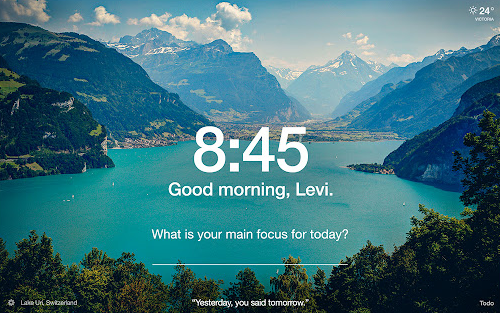 24°
VICTORIA
8:45
Good morning, Levi.
What is your main focus for today?
Lake Uri, Switzerland
"Yesterday, you said tomorrow."
Todo